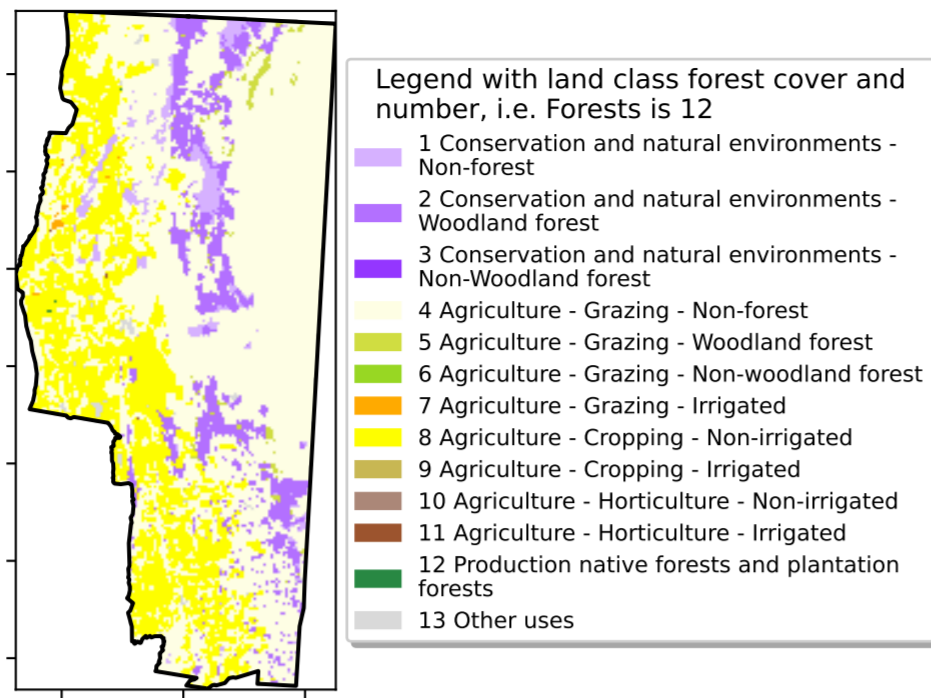 Legend with land class forest cover and
number, i.e. Forests is 12
1 Conservation and natural environments -
Non-forest
2 Conservation and natural environments -
Woodland forest
3 Conservation and natural environments -
Non-Woodland forest
4 Agriculture - Grazing - Non-forest
5 Agriculture - Grazing - Woodland forest
6 Agriculture - Grazing - Non-woodland forest
7 Agriculture - Grazing - Irrigated
8 Agriculture - Cropping - Non-irrigated
9 Agriculture - Cropping - Irrigated
10 Agriculture - Horticulture - Non-irrigated
11 Agriculture - Horticulture - Irrigated
12 Production native forests and plantation
forests
13 Other uses